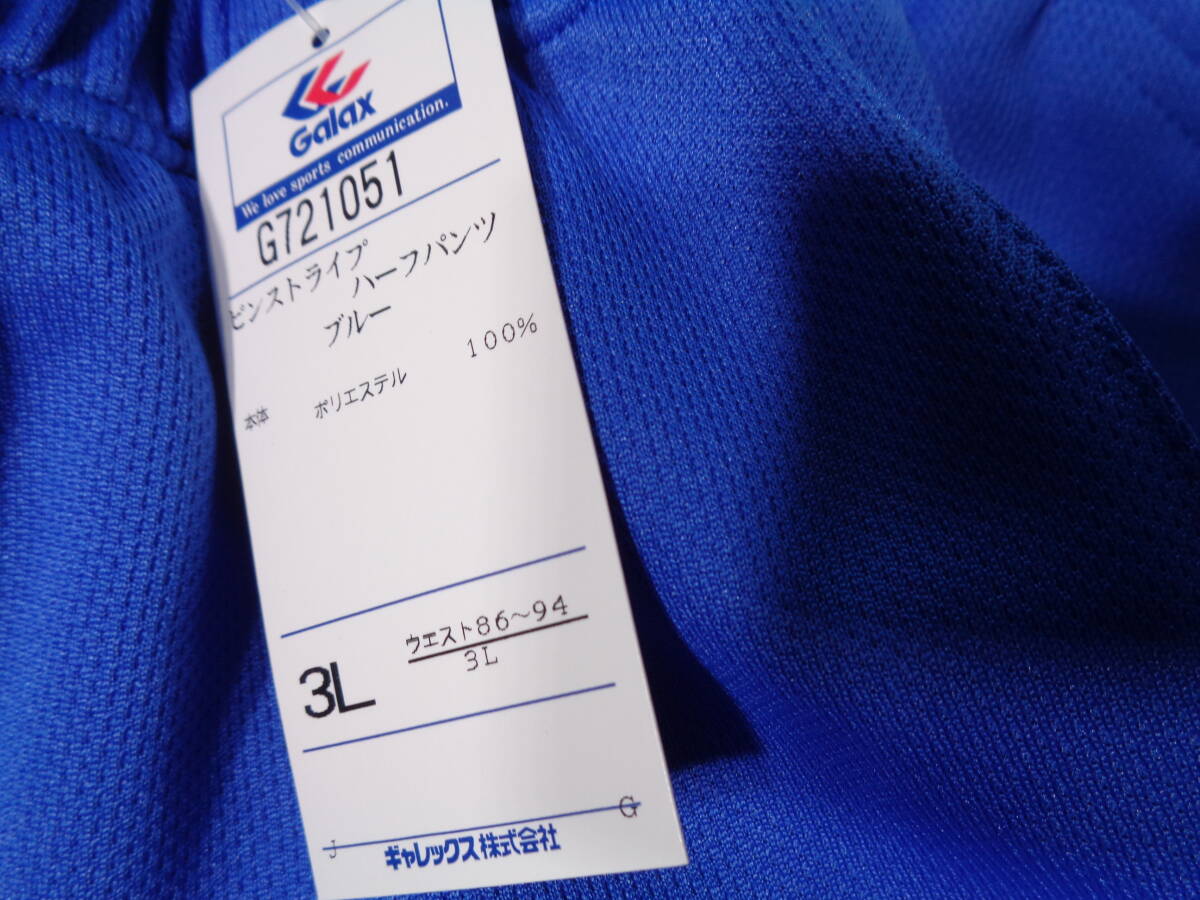 Galax
We love sports communication.
G721051
ピンストライプ
ハーフパンツ
ブルー
本体 ポリエステル 100%
3L ウエスト86〜94
3L
J G
ギャレックス株式会社